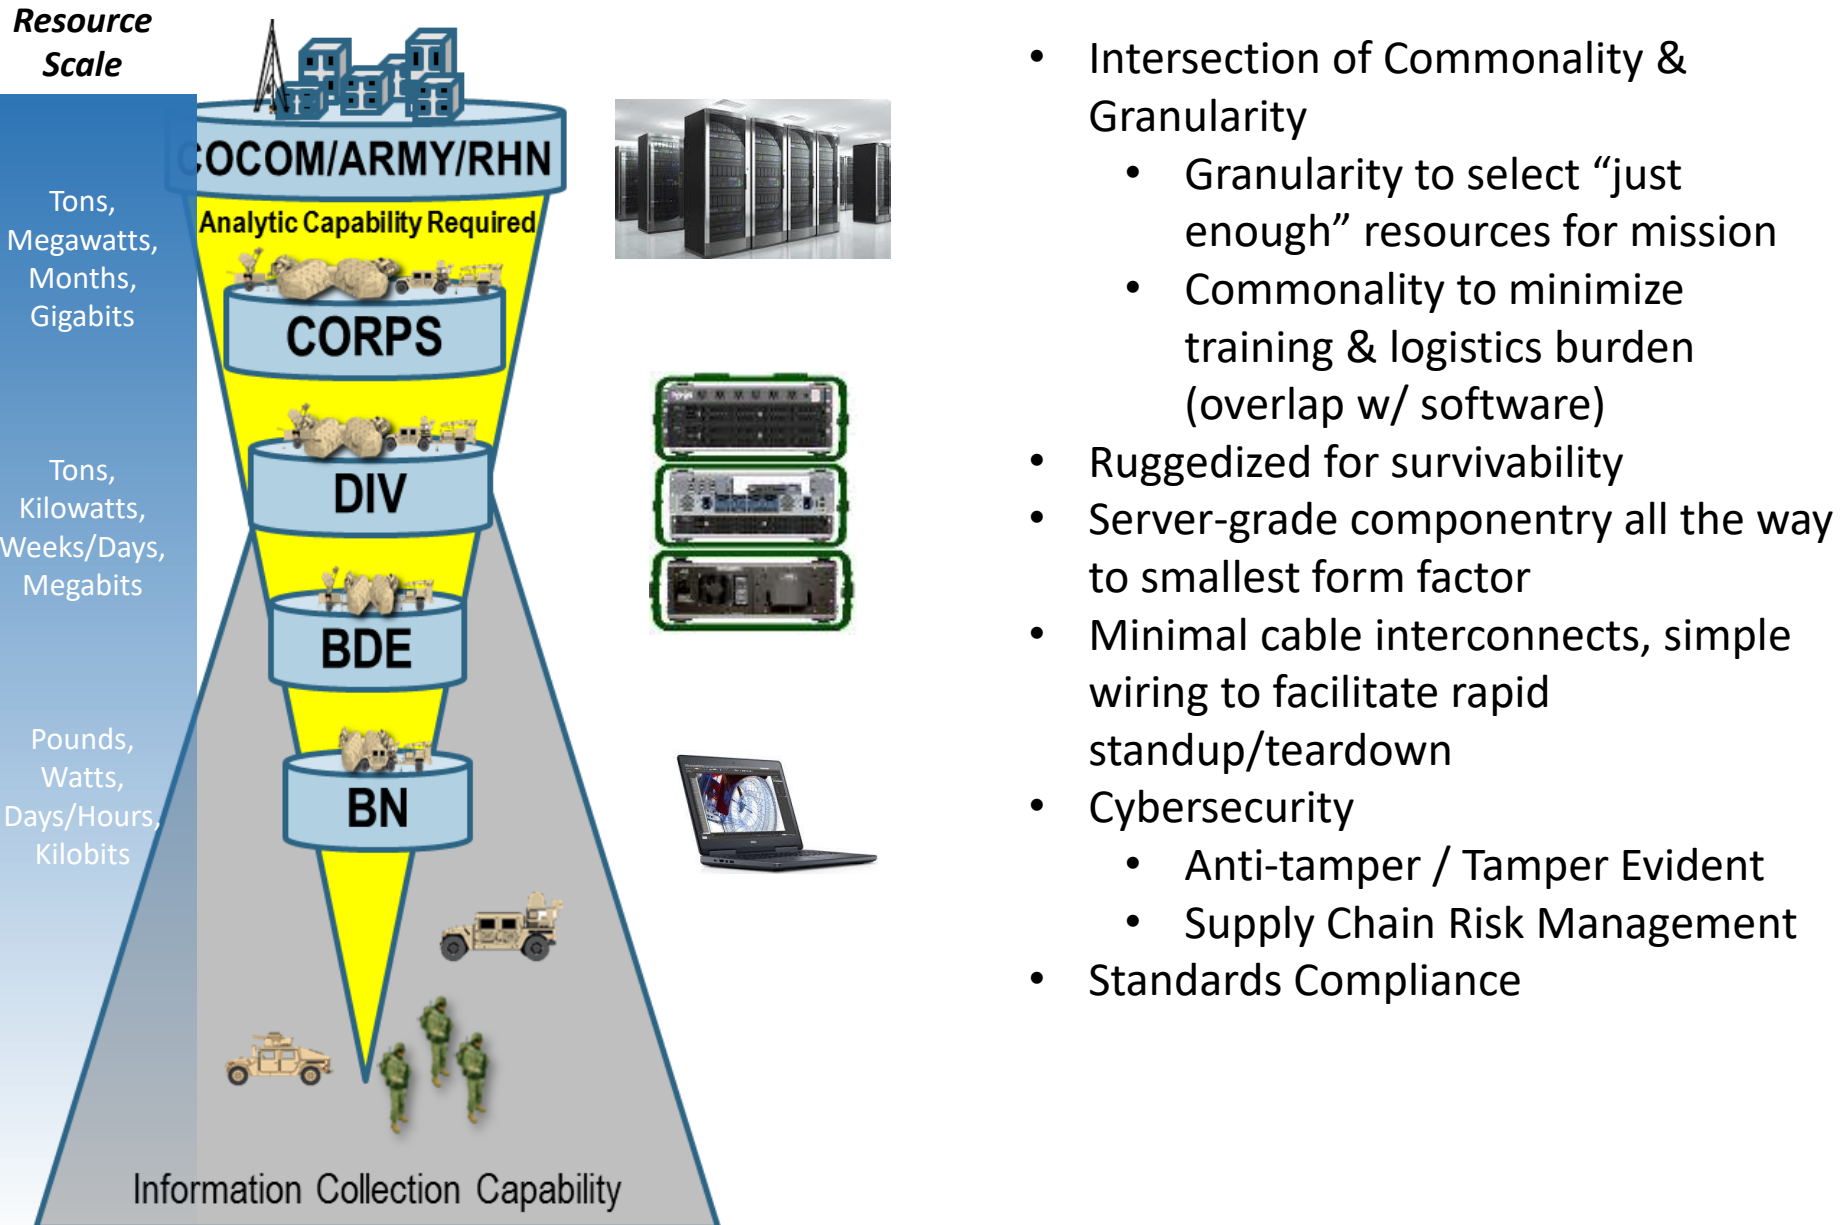 Resource
Scale
Tons,
Megawatts,
Months,
Gigabits
Tons,
Kilowatts,
Weeks/Days,
Megabits
Pounds,
Watts,
Days/Hours,
Kilobits
COCOM/ARMY/RHN
Analytic Capability Required
CORPS
DIV
BDE
BN
Information Collection Capability
• Intersection of Commonality &
Granularity
• Granularity to select “just
enough” resources for mission
• Commonality to minimize
training & logistics burden
(overlap w/ software)
• Ruggedized for survivability
• Server-grade componentry all the way
to smallest form factor
• Minimal cable interconnects, simple
wiring to facilitate rapid
standup/teardown
• Cybersecurity
• Anti-tamper / Tamper Evident
• Supply Chain Risk Management
• Standards Compliance